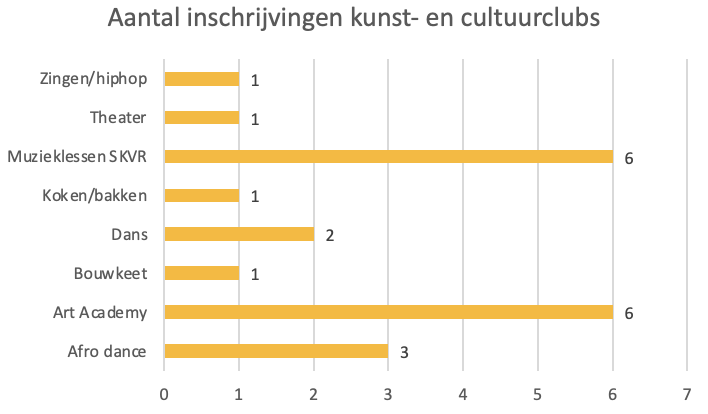 Aantal inschrijvingen kunst- en cultuurclubs
Zingen/hiphop 1
Theater 1
Muzieklessen SKVR 6
Koken/bakken 1
Dans 2
Bouwkeet 1
Art Academy 6
Afro dance 3
0 1 2 3 4 5 6 7